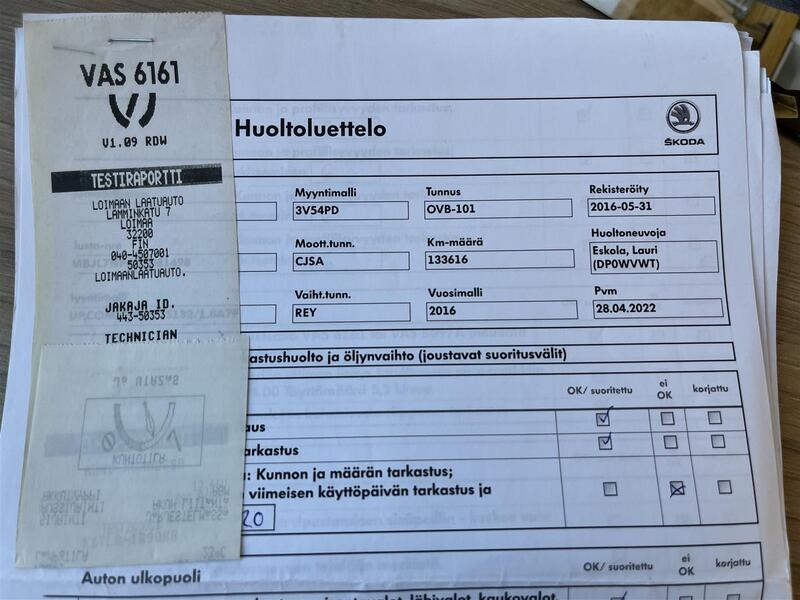 VAS 6161
V1.09 RDW
TESTIRAPORTTI
LOIMAAN LAATUAUTO
LAMMINKATU 7
LOIMAA
32200
FIN
040-4507001
50353
LOIMAANLAATUAUTO.
JAKAJA ID.
443-50353
TECHNICIAN
KUNTOTILA
Huoltoluettelo
ŠKODA
Myyntimalli
3V54PD
Tunnus
OVB-101
Rekisteröity
2016-05-31
Moott.tunn.
CJSA
Km-määrä
133616
Huoltoneuvoja
Eskola, Lauri
(DP0WVWT)
Vaiht.tunn.
REY
Vuosimalli
2016
Pvm
28.04.2022
astushuolto ja öljynvaihto (joustavat suoritusvälit)
OK/ suoritettu
ei
OK
korjattu
aus
arkastus
a: Kunnon ja määrän tarkastus;
viimeisen käyttöpäivän tarkastus ja
20
Auton ulkopuoli
OK/ suoritettu
ei
OK
korjattu
lähivalot, kaukovalot,